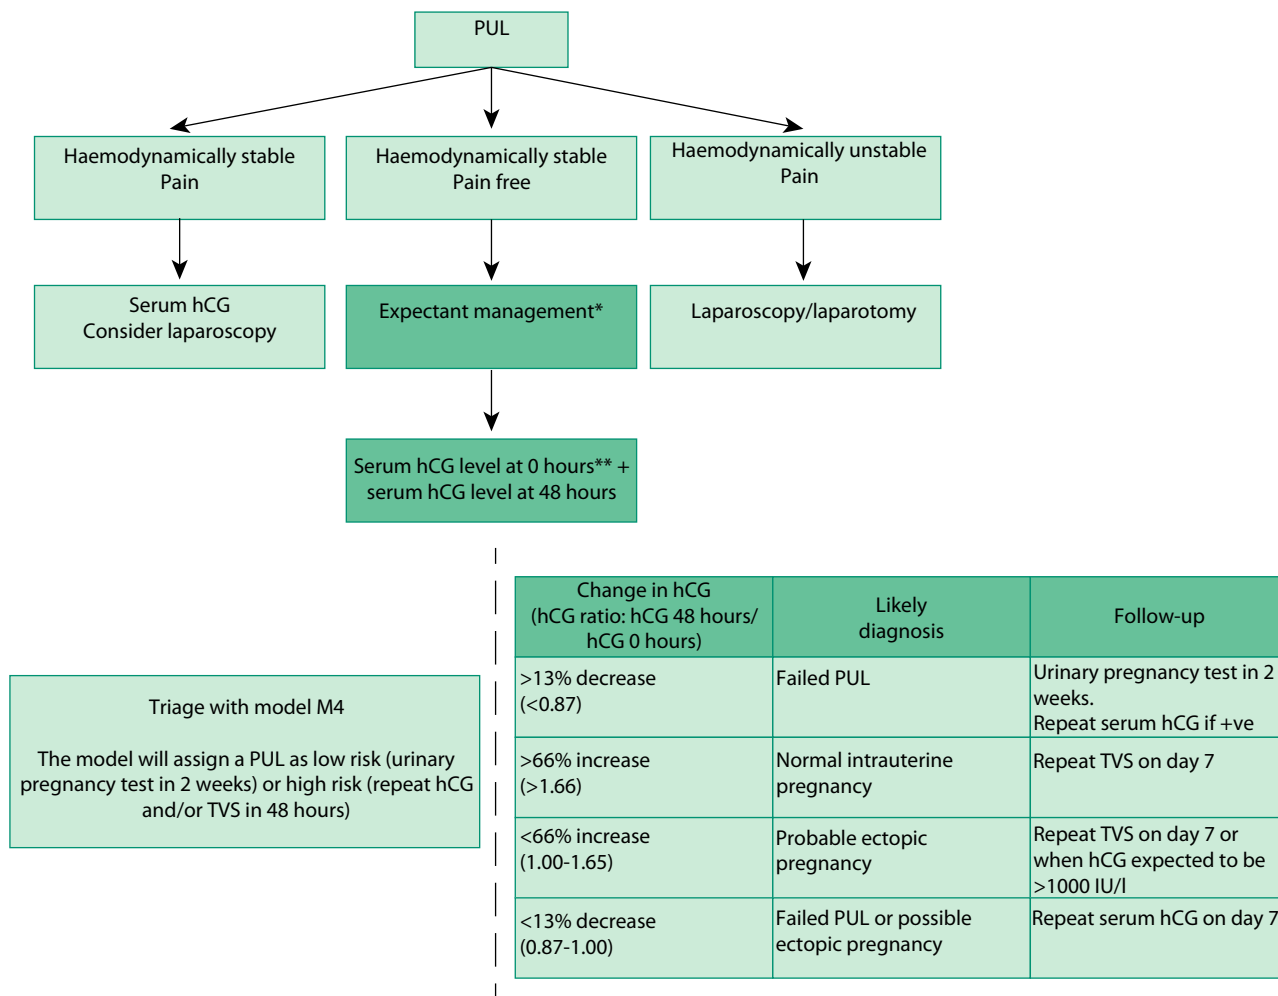 PUL
Haemodynamically stable
Pain
Haemodynamically stable
Pain free
Haemodynamically unstable
Pain
Serum hCG
Consider laparoscopy
Expectant management*
Laparoscopy/laparotomy
Serum hCG level at 0 hours** +
serum hCG level at 48 hours
Triage with model M4
The model will assign a PUL as low risk (urinary
pregnancy test in 2 weeks) or high risk (repeat hCG
and/or TVS in 48 hours)
Change in hCG
(hCG ratio: hCG 48 hours/
hCG 0 hours)
Likely
diagnosis
Follow-up
>13% decrease
(<0.87)
Failed PUL
Urinary pregnancy test in 2
weeks.
Repeat serum hCG if +ve
>66% increase
(>1.66)
Normal intrauterine
pregnancy
Repeat TVS on day 7
<66% increase
(1.00-1.65)
Probable ectopic
pregnancy
Repeat TVS on day 7 or
when hCG expected to be
>1000 IU/l
<13% decrease
(0.87-1.00)
Failed PUL or possible
ectopic pregnancy
Repeat serum hCG on day 7